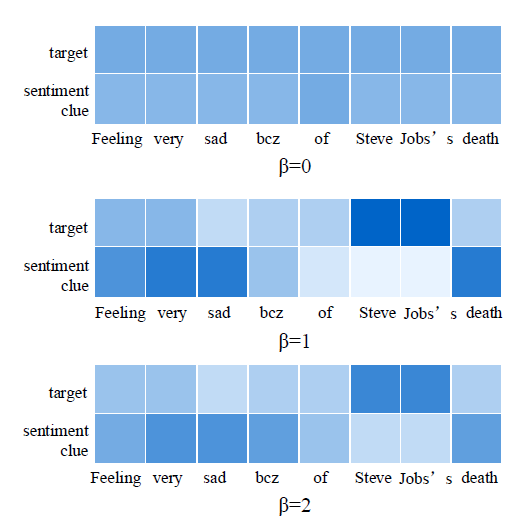 target
sentiment
clue
Feeling very sad bcz of Steve Jobs’ s death
β=0
target
sentiment
clue
Feeling very sad bcz of Steve Jobs’ s death
β=1
target
sentiment
clue
Feeling very sad bcz of Steve Jobs’ s death
β=2